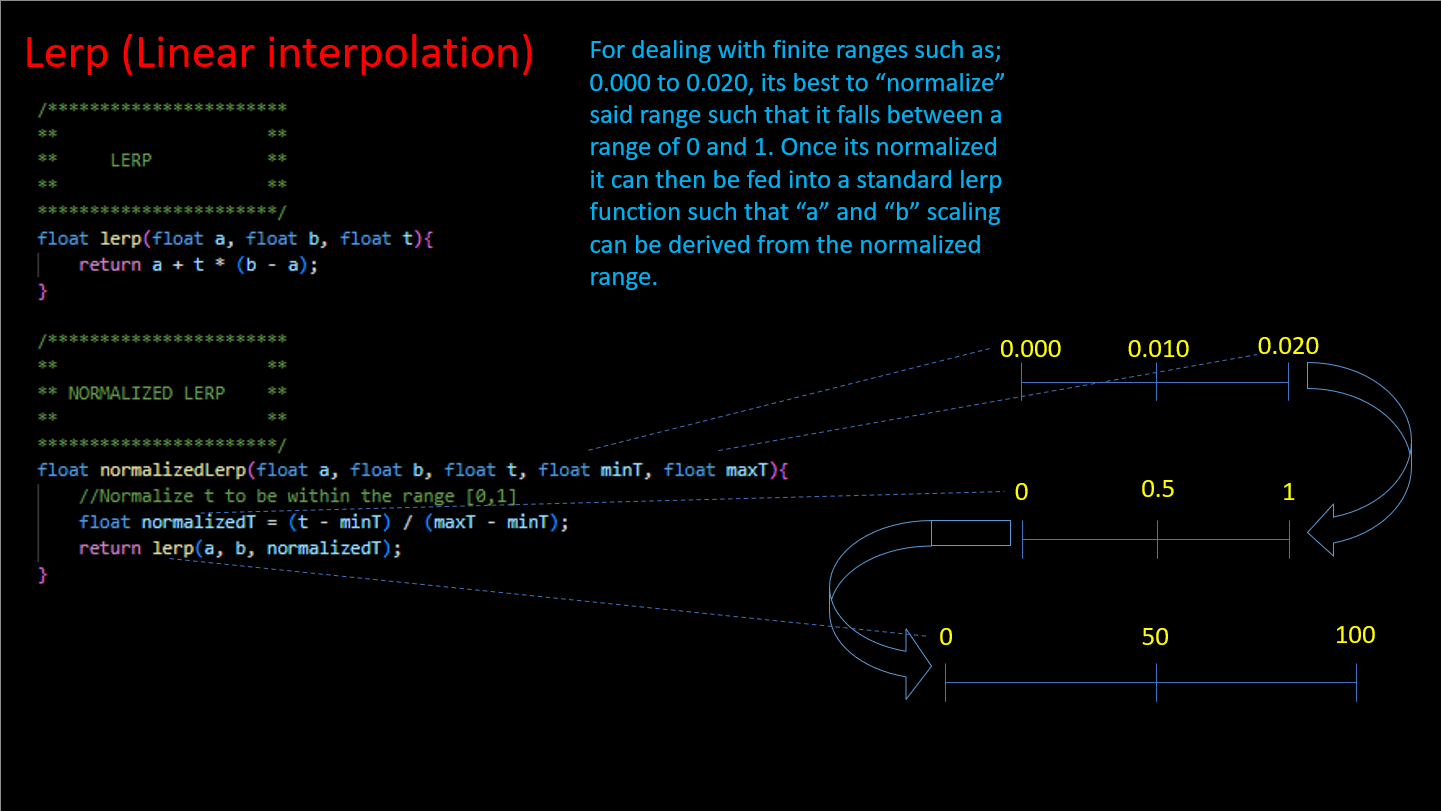 Lerp (Linear interpolation)
/***********************
**                    **
**     LERP           **
**                    **
***********************/
float lerp(float a, float b, float t){
    return a + t * (b - a);
}
/***********************
**                    **
** NORMALIZED LERP    **
**                    **
***********************/
float normalizedLerp(float a, float b, float t, float minT, float maxT){
    //Normalize t to be within the range [0,1]
    float normalizedT = (t - minT) / (maxT - minT);
    return lerp(a, b, normalizedT);
}
For dealing with finite ranges such as;
0.000 to 0.020, its best to “normalize”
said range such that it falls between a
range of 0 and 1. Once its normalized
it can then be fed into a standard lerp
function such that “a” and “b” scaling
can be derived from the normalized
range.
0.000 0.010 0.020
0 0.5 1
0 50 100